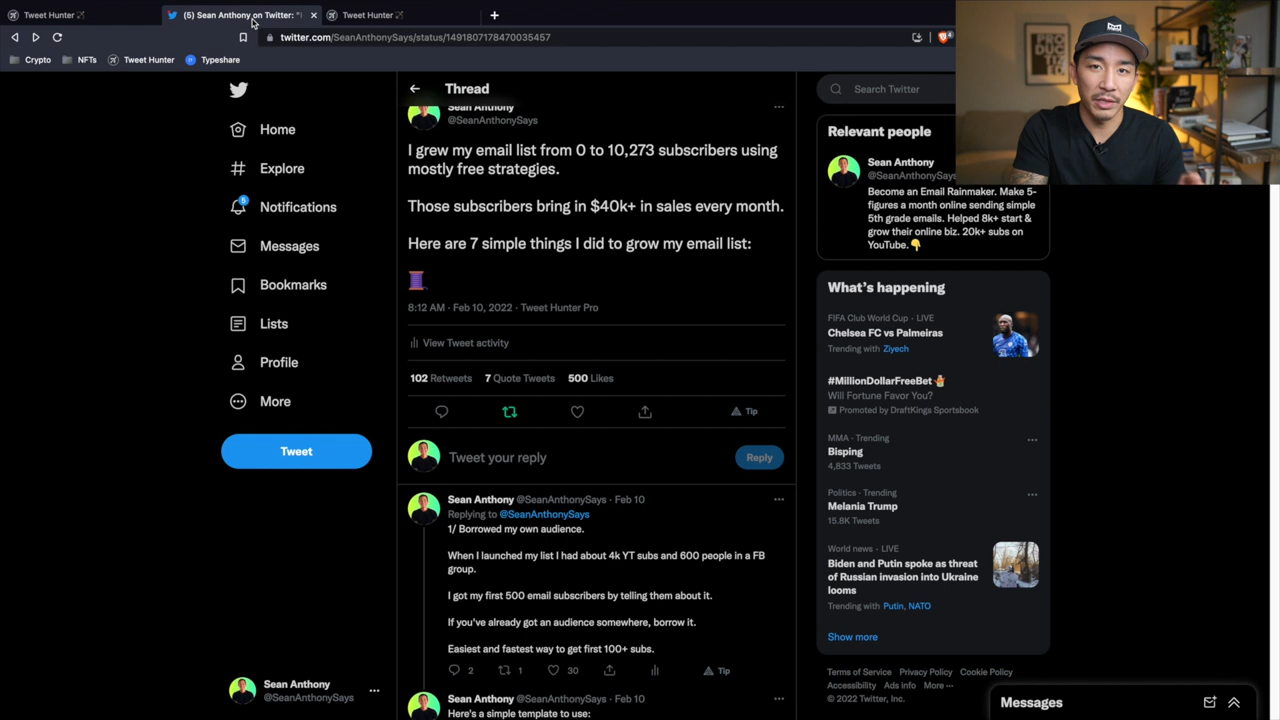 Tweet Hunter
(5) Sean Anthony on Twitter: "
Tweet Hunter
twitter.com/SeanAnthonySays/status/1491807178470035457
Crypto
NFTs
Tweet Hunter
Typeshare
Home
Explore
5
Notifications
Messages
Bookmarks
Lists
Profile
More
Tweet
Sean Anthony
@SeanAnthonySays
Thread
Sean Anthony
@SeanAnthonySays
I grew my email list from 0 to 10,273 subscribers using
mostly free strategies.
Those subscribers bring in $40k+ in sales every month.
Here are 7 simple things I did to grow my email list:
8:12 AM · Feb 10, 2022 · Tweet Hunter Pro
View Tweet activity
102 Retweets 7 Quote Tweets 500 Likes
Tip
Tweet your reply
Reply
Sean Anthony @SeanAnthonySays · Feb 10
Replying to @SeanAnthonySays
1/ Borrowed my own audience.
When I launched my list I had about 4k YT subs and 600 people in a FB
group.
I got my first 500 email subscribers by telling them about it.
If you've already got an audience somewhere, borrow it.
Easiest and fastest way to get first 100+ subs.
2 1 30 Tip
Sean Anthony @SeanAnthonySays · Feb 10
Here's a simple template to use:
Search Twitter
Relevant people
Sean Anthony
@SeanAnthonySays
Become an Email Rainmaker. Make 5-
figures a month online sending simple
5th grade emails. Helped 8k+ start &
grow their online biz. 20k+ subs on
YouTube.
What's happening
FIFA Club World Cup · LIVE
Chelsea FC vs Palmeiras
Trending with Ziyech
#MillionDollarFreeBet
Will Fortune Favor You?
Promoted by DraftKings Sportsbook
MMA · Trending
Bisping
4,833 Tweets
Politics · Trending
Melania Trump
15.8K Tweets
World news · LIVE
Biden and Putin spoke as threat
of Russian invasion into Ukraine
looms
Trending with Putin, NATO
Show more
Terms of Service Privacy Policy Cookie Policy
Accessibility Ads info More ···
© 2022 Twitter, Inc.
Messages